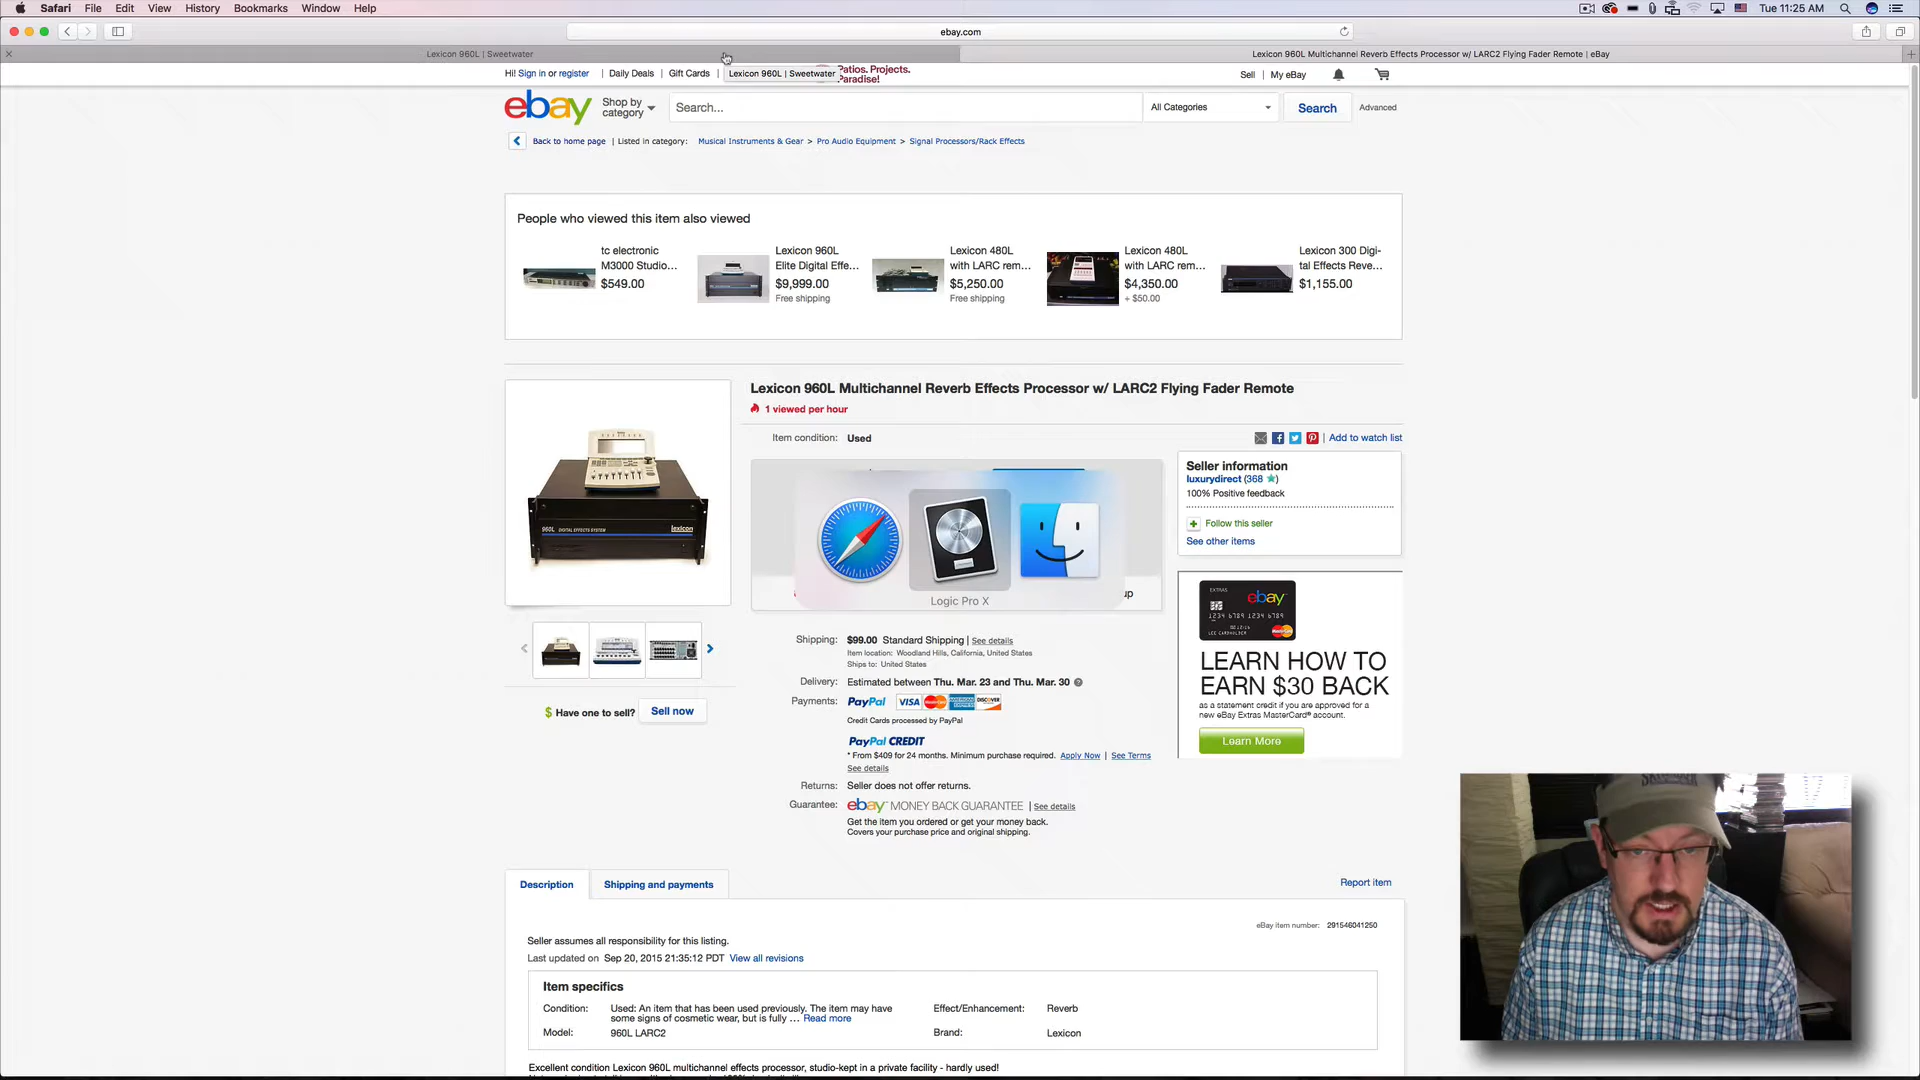 Safari File Edit View History Bookmarks Window Help
Tue 11:25 AM
ebay.com
Lexicon 960L | Sweetwater
Lexicon 960L Multichannel Reverb Effects Processor w/ LARC2 Flying Fader Remote | eBay
Hi! Sign in or register | Daily Deals | Gift Cards |
Lexicon 960L | Sweetwater
Patios. Projects.
Paradise!
Sell | My eBay
ebay
Shop by
category
Search...
All Categories
Search
Advanced
Back to home page | Listed in category: Musical Instruments & Gear > Pro Audio Equipment > Signal Processors/Rack Effects
People who viewed this item also viewed
tc electronic
M3000 Studio...
$549.00
Lexicon 960L
Elite Digital Effe...
$9,999.00
Free shipping
Lexicon 480L
with LARC rem...
$5,250.00
Free shipping
Lexicon 480L
with LARC rem...
$4,350.00
+ $50.00
Lexicon 300 Digi-
tal Effects Reve...
$1,155.00
Lexicon 960L Multichannel Reverb Effects Processor w/ LARC2 Flying Fader Remote
1 viewed per hour
Item condition: Used
Add to watch list
960L DIGITAL EFFECTS SYSTEM
lexicon
Logic Pro X
up
Seller information
luxurydirect (368 )
100% Positive feedback
Follow this seller
See other items
Shipping: $99.00 Standard Shipping | See details
Item location: Woodland Hills, California, United States
Ships to: United States
Delivery: Estimated between Thu. Mar. 23 and Thu. Mar. 30
Payments: PayPal VISA MasterCard AMERICAN EXPRESS DISCOVER
Credit Cards processed by PayPal
PayPal CREDIT
* From $409 for 24 months. Minimum purchase required. Apply Now | See Terms
See details
Returns: Seller does not offer returns.
Guarantee: ebay MONEY BACK GUARANTEE | See details
Get the item you ordered or get your money back.
Covers your purchase price and original shipping.
$ Have one to sell? Sell now
EXTRAS ebay
LEE CARDHOLDER
LEARN HOW TO
EARN $30 BACK
as a statement credit if you are approved for a
new eBay Extras MasterCard® account.
Learn More
Description
Shipping and payments
Report item
eBay item number: 291546041250
Seller assumes all responsibility for this listing.
Last updated on Sep 20, 2015 21:35:12 PDT View all revisions
Item specifics
Condition: Used: An item that has been used previously. The item may have
some signs of cosmetic wear, but is fully ... Read more
Effect/Enhancement: Reverb
Model: 960L LARC2
Brand: Lexicon
Excellent condition Lexicon 960L multichannel effects processor, studio-kept in a private facility - hardly used!